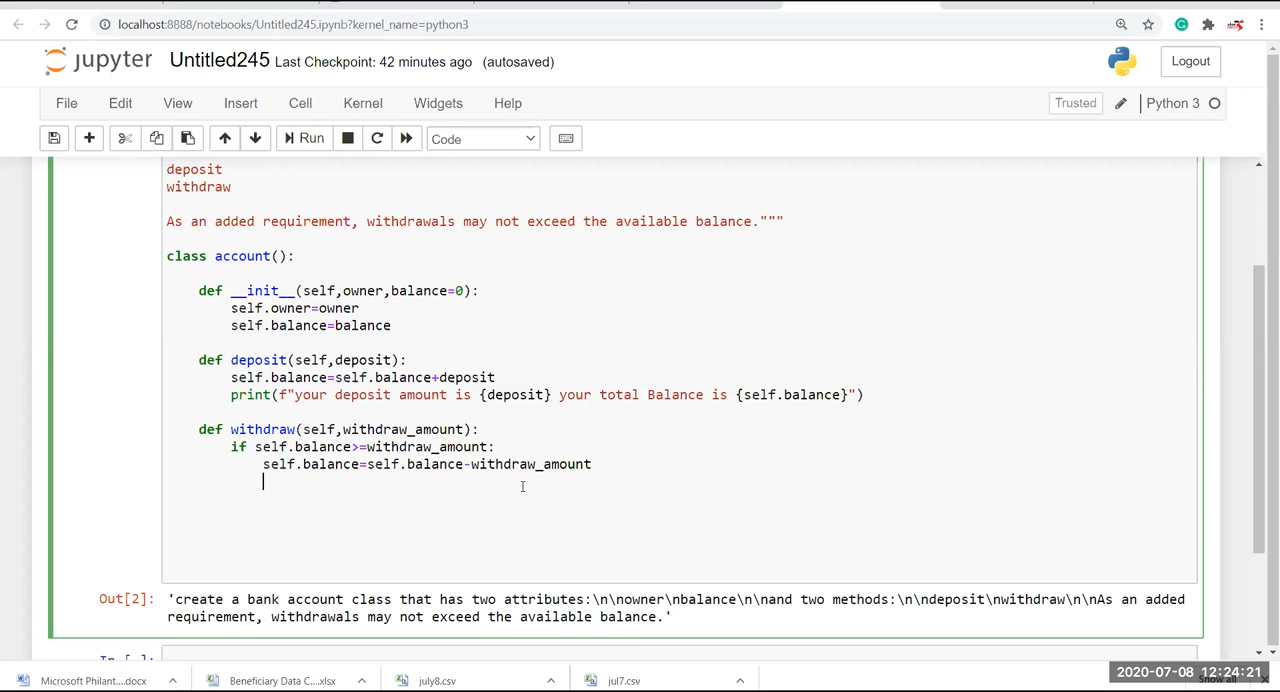 localhost:8888/notebooks/Untitled245.ipynb?kernel_name=python3
jupyter Untitled245 Last Checkpoint: 42 minutes ago (autosaved)
Logout
File Edit View Insert Cell Kernel Widgets Help
Trusted Python 3
Run Code
deposit
withdraw
As an added requirement, withdrawals may not exceed the available balance."""
class account():
def __init__(self,owner,balance=0):
self.owner=owner
self.balance=balance
def deposit(self,deposit):
self.balance=self.balance+deposit
print(f"your deposit amount is {deposit} your total Balance is {self.balance}")
def withdraw(self,withdraw_amount):
if self.balance>=withdraw_amount:
self.balance=self.balance-withdraw_amount
Out[2]: 'create a bank account class that has two attributes:\n\nowner\nbalance\n\nand two methods:\n\ndeposit\nwithdraw\n\nAs an added
requirement, withdrawals may not exceed the available balance.'
In [ ]:
Microsoft Philant....docx Beneficiary Data C....xlsx july8.csv jul7.csv
2020-07-08 12:24:21
Show all